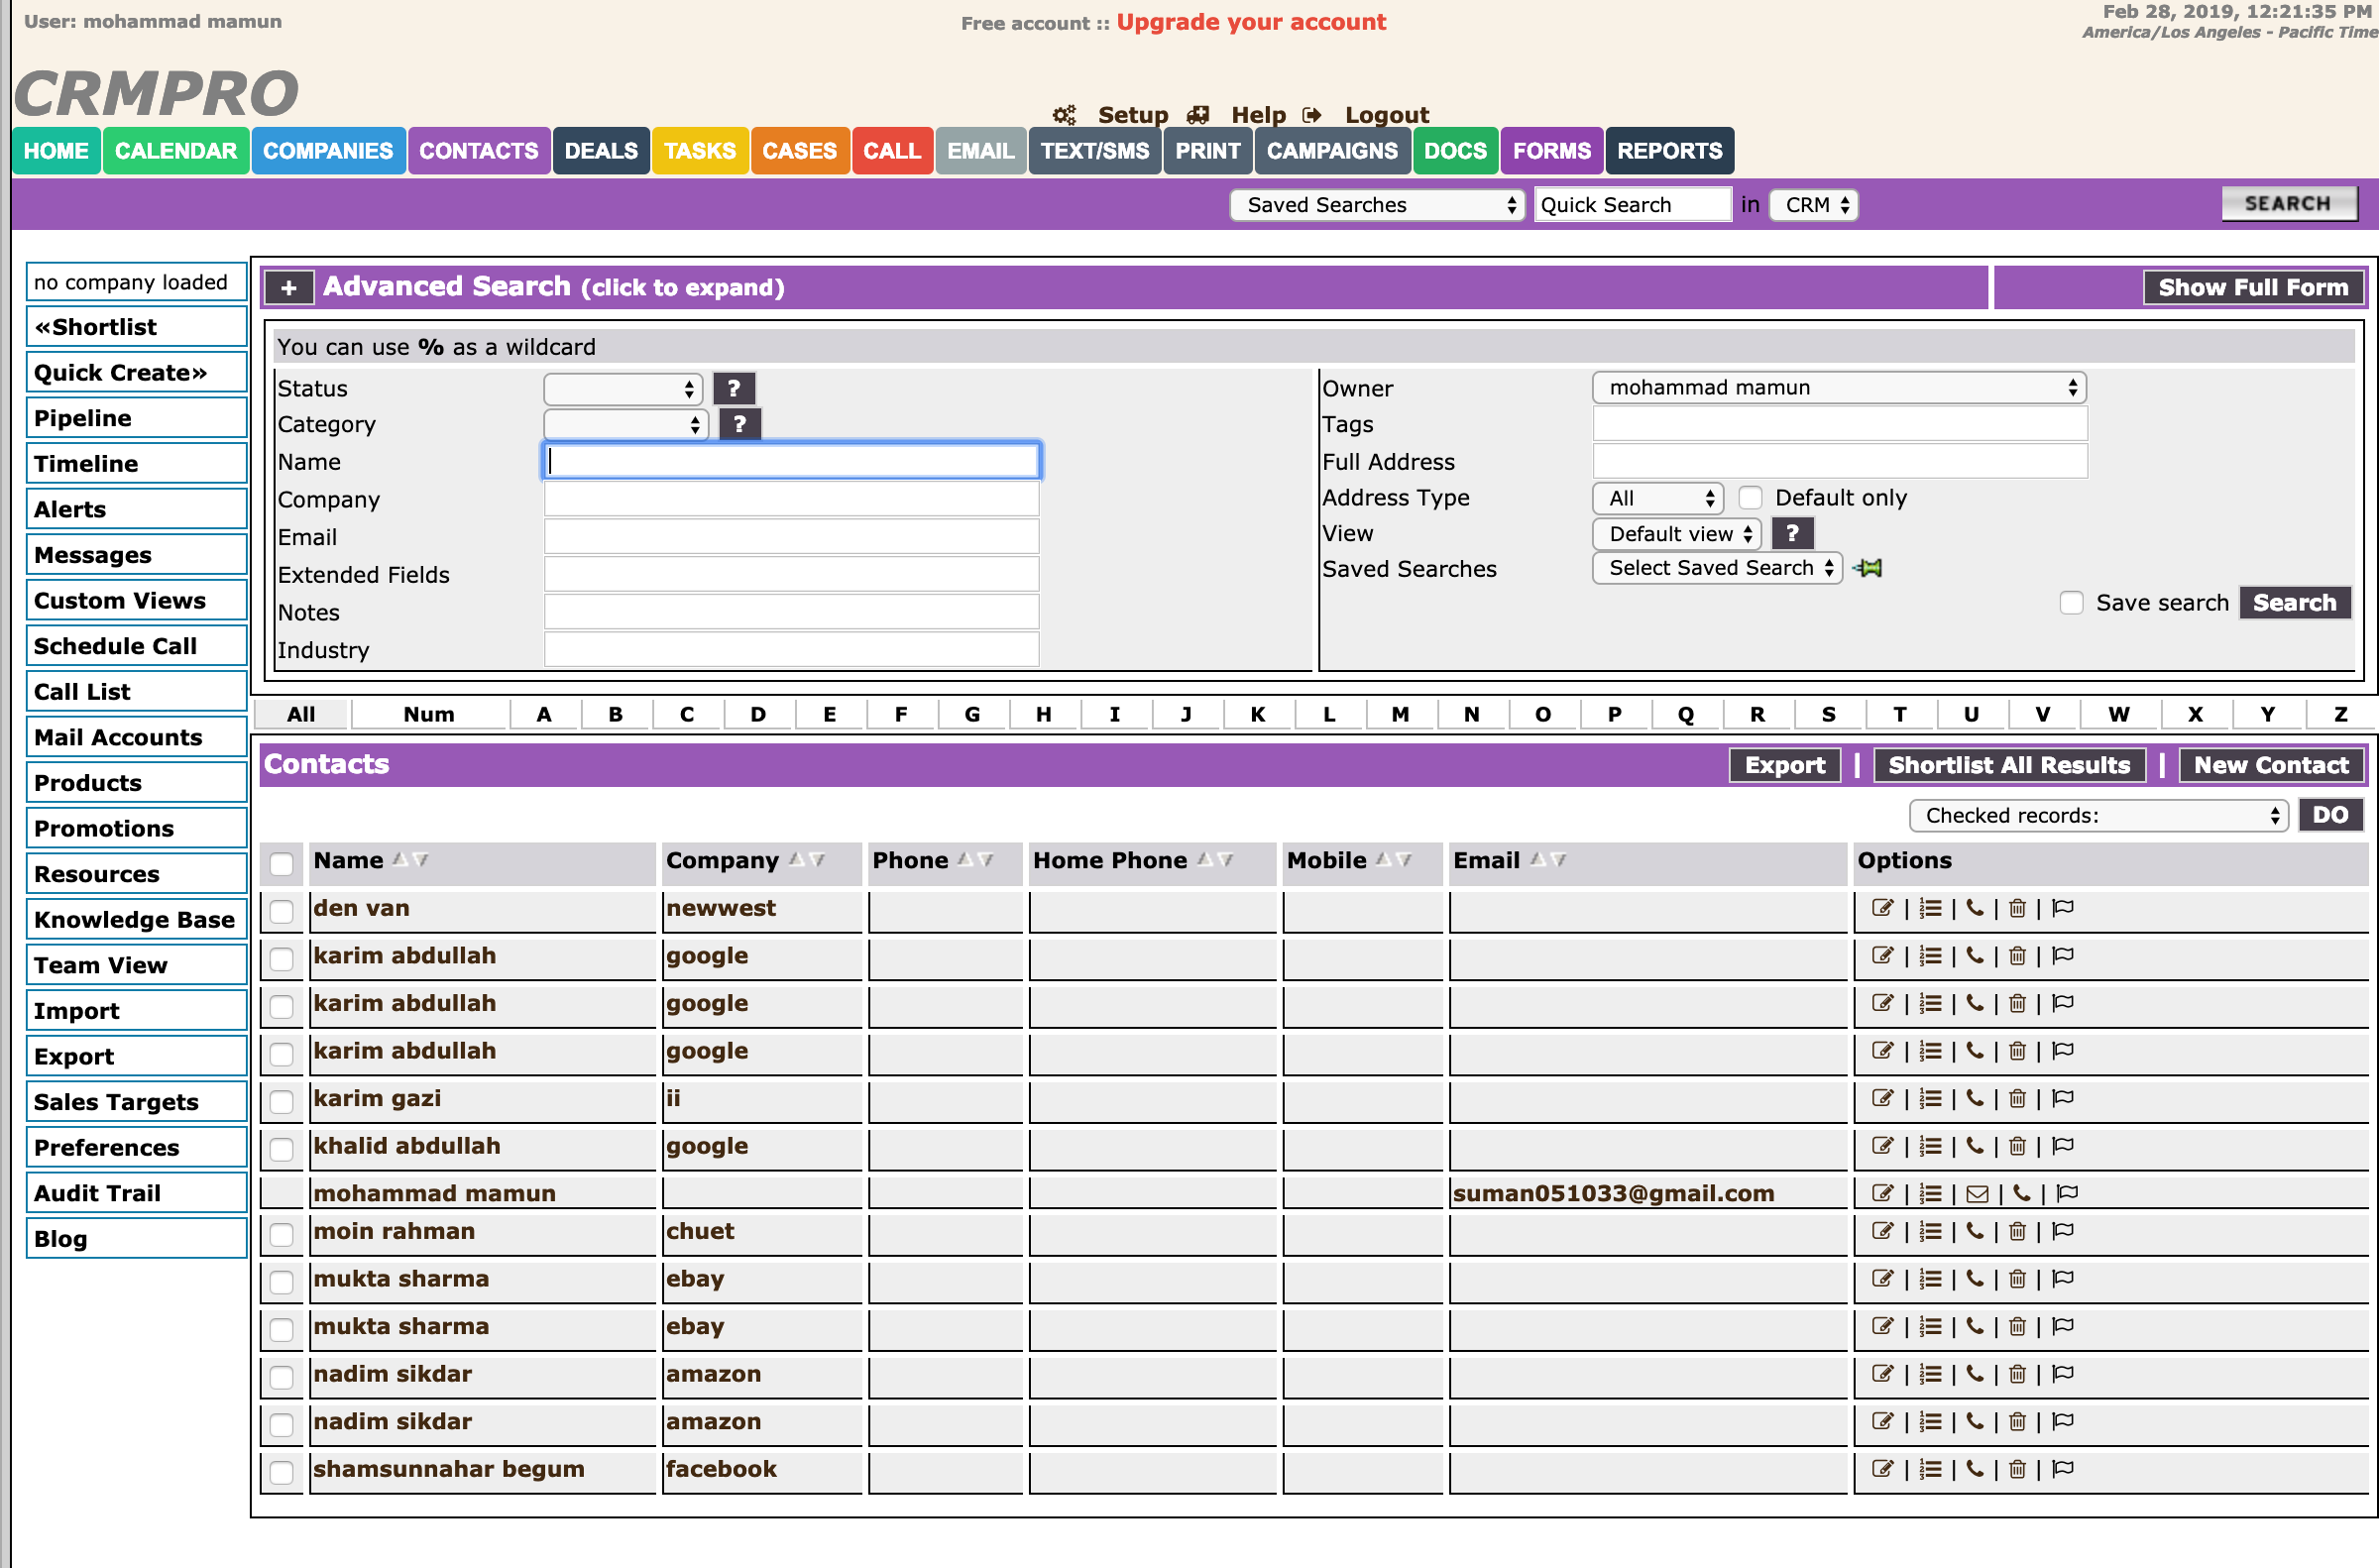 User: mohammad mamun
Free account :: Upgrade your account
Feb 28, 2019, 12:21:35 PM
America/Los Angeles - Pacific Time
CRMPRO
Setup Help Logout
HOME CALENDAR COMPANIES CONTACTS DEALS TASKS CASES CALL EMAIL TEXT/SMS PRINT CAMPAIGNS DOCS FORMS REPORTS
Saved Searches Quick Search in CRM SEARCH
no company loaded
«Shortlist
Quick Create»
Pipeline
Timeline
Alerts
Messages
Custom Views
Schedule Call
Call List
Mail Accounts
Products
Promotions
Resources
Knowledge Base
Team View
Import
Export
Sales Targets
Preferences
Audit Trail
Blog
+ Advanced Search (click to expand) Show Full Form
You can use % as a wildcard
Status ?
Category ?
Name
Company
Email
Extended Fields
Notes
Industry
Owner mohammad mamun
Tags
Full Address
Address Type All Default only
View Default view ?
Saved Searches Select Saved Search
Save search Search
All Num A B C D E F G H I J K L M N O P Q R S T U V W X Y Z
Contacts Export | Shortlist All Results | New Contact
Checked records: DO
Name Company Phone Home Phone Mobile Email Options
den van newwest | | | |
karim abdullah google | | | |
karim abdullah google | | | |
karim abdullah google | | | |
karim gazi ii | | | |
khalid abdullah google | | | |
mohammad mamun suman051033@gmail.com | | | |
moin rahman chuet | | | |
mukta sharma ebay | | | |
mukta sharma ebay | | | |
nadim sikdar amazon | | | |
nadim sikdar amazon | | | |
shamsunnahar begum facebook | | | |